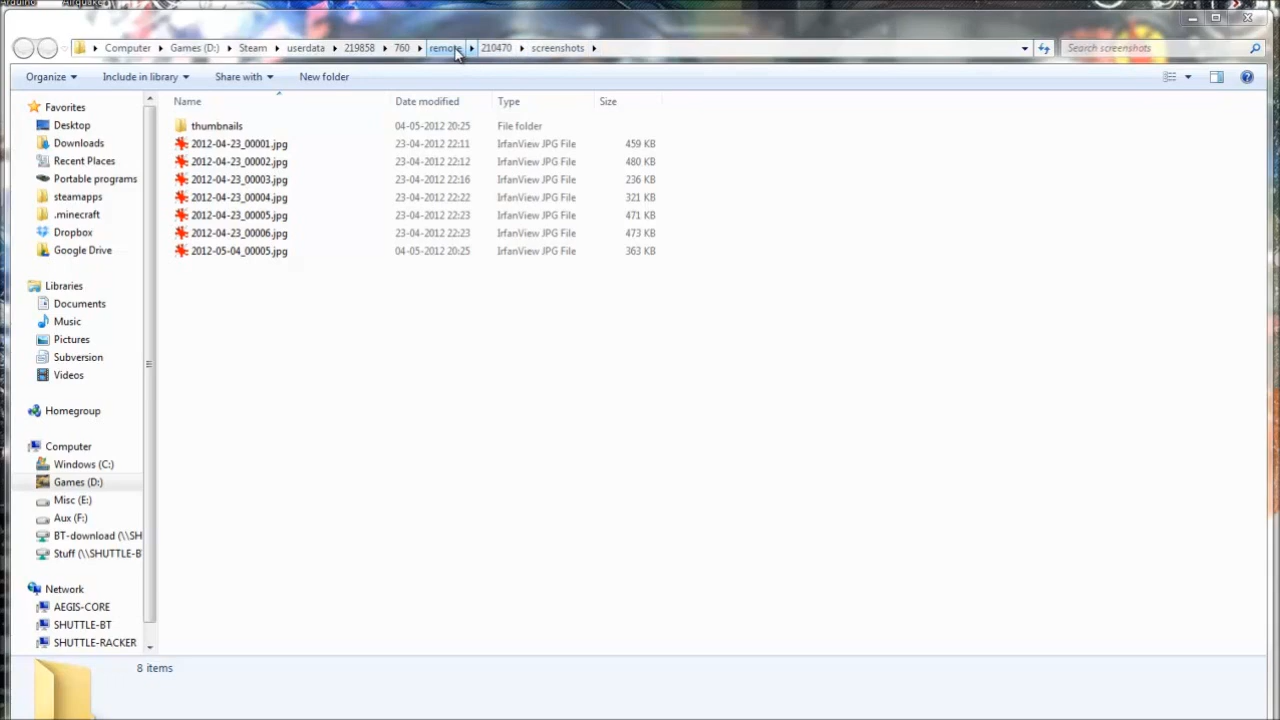 Computer Games (D:) Steam userdata 219858 760 remote 210470 screenshots Search screenshots
Organize Include in library Share with New folder
Favorites
Desktop
Downloads
Recent Places
Portable programs
steamapps
.minecraft
Dropbox
Google Drive
Libraries
Documents
Music
Pictures
Subversion
Videos
Homegroup
Computer
Windows (C:)
Games (D:)
Misc (E:)
Aux (F:)
BT-download (\\SH
Stuff (\\SHUTTLE-B
Network
AEGIS-CORE
SHUTTLE-BT
SHUTTLE-RACKER
Name Date modified Type Size
thumbnails 04-05-2012 20:25 File folder
2012-04-23_00001.jpg 23-04-2012 22:11 IrfanView JPG File 459 KB
2012-04-23_00002.jpg 23-04-2012 22:12 IrfanView JPG File 480 KB
2012-04-23_00003.jpg 23-04-2012 22:16 IrfanView JPG File 236 KB
2012-04-23_00004.jpg 23-04-2012 22:22 IrfanView JPG File 321 KB
2012-04-23_00005.jpg 23-04-2012 22:23 IrfanView JPG File 471 KB
2012-04-23_00006.jpg 23-04-2012 22:23 IrfanView JPG File 473 KB
2012-05-04_00005.jpg 04-05-2012 20:25 IrfanView JPG File 363 KB
8 items